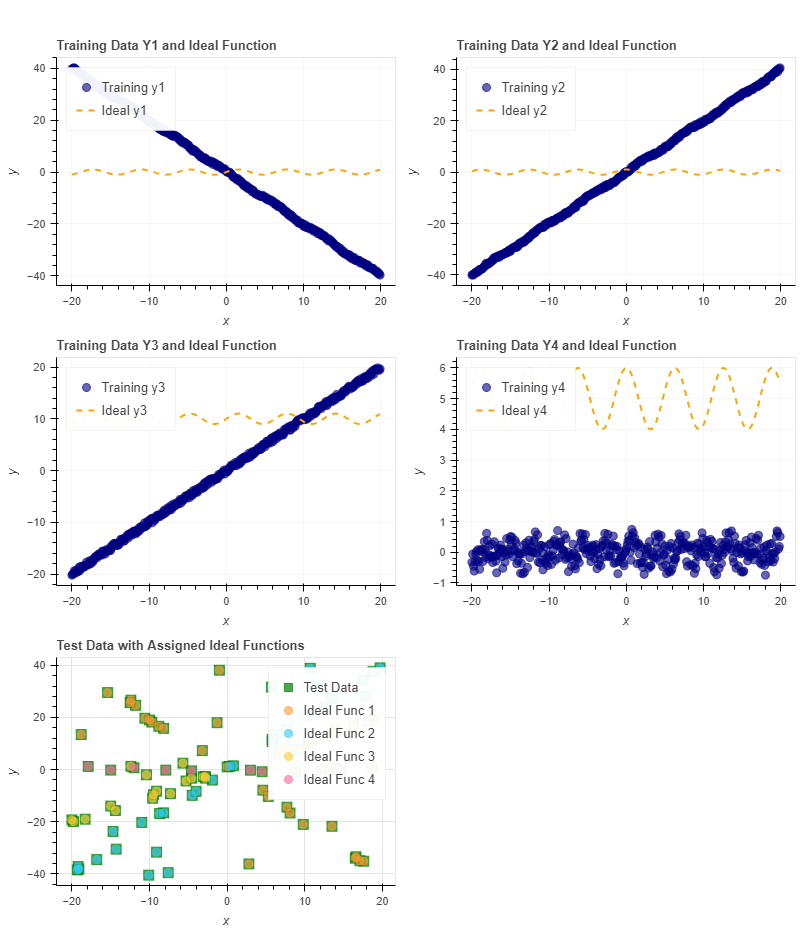 Training Data Y1 and Ideal Function
Training y1
Ideal y1
40
20
0
−20
−40
y
−20
−10
0
10
20
x
Training Data Y2 and Ideal Function
Training y2
Ideal y2
40
20
0
−20
−40
y
−20
−10
0
10
20
x
Training Data Y3 and Ideal Function
Training y3
Ideal y3
20
10
0
−10
−20
y
−20
−10
0
10
20
x
Training Data Y4 and Ideal Function
Training y4
Ideal y4
6
5
4
3
2
1
0
−1
y
−20
−10
0
10
20
x
Test Data with Assigned Ideal Functions
Test Data
Ideal Func 1
Ideal Func 2
Ideal Func 3
Ideal Func 4
40
20
0
−20
−40
y
−20
−10
0
10
20
x